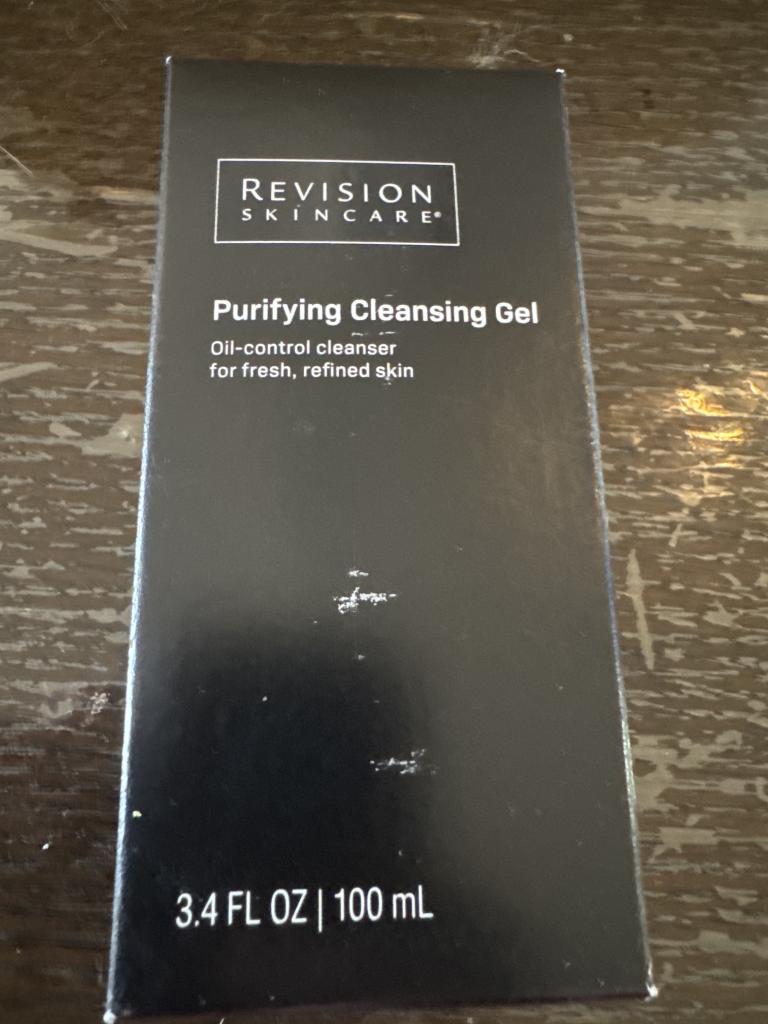 REVISION
SKINCARE®
Purifying Cleansing Gel
Oil-control cleanser
for fresh, refined skin
3.4 FL OZ | 100 mL